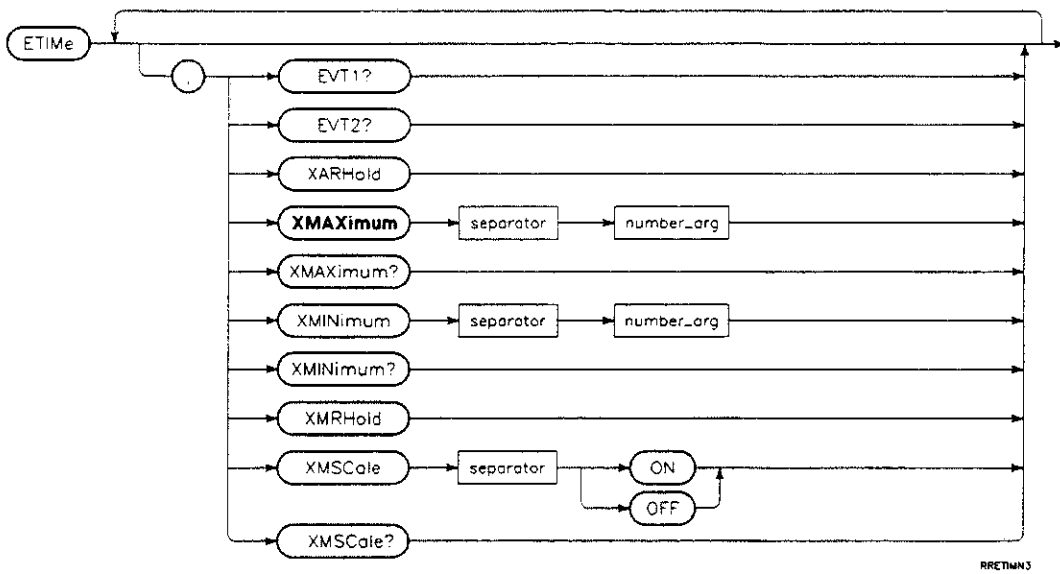 ETIMe
,
EVT1?
EVT2?
XARHold
XMAXimum separator number_arg
XMAXimum?
XMINimum separator number_arg
XMINimum?
XMRHold
XMSCale separator ON
OFF
XMSCale?
RRETIMN3